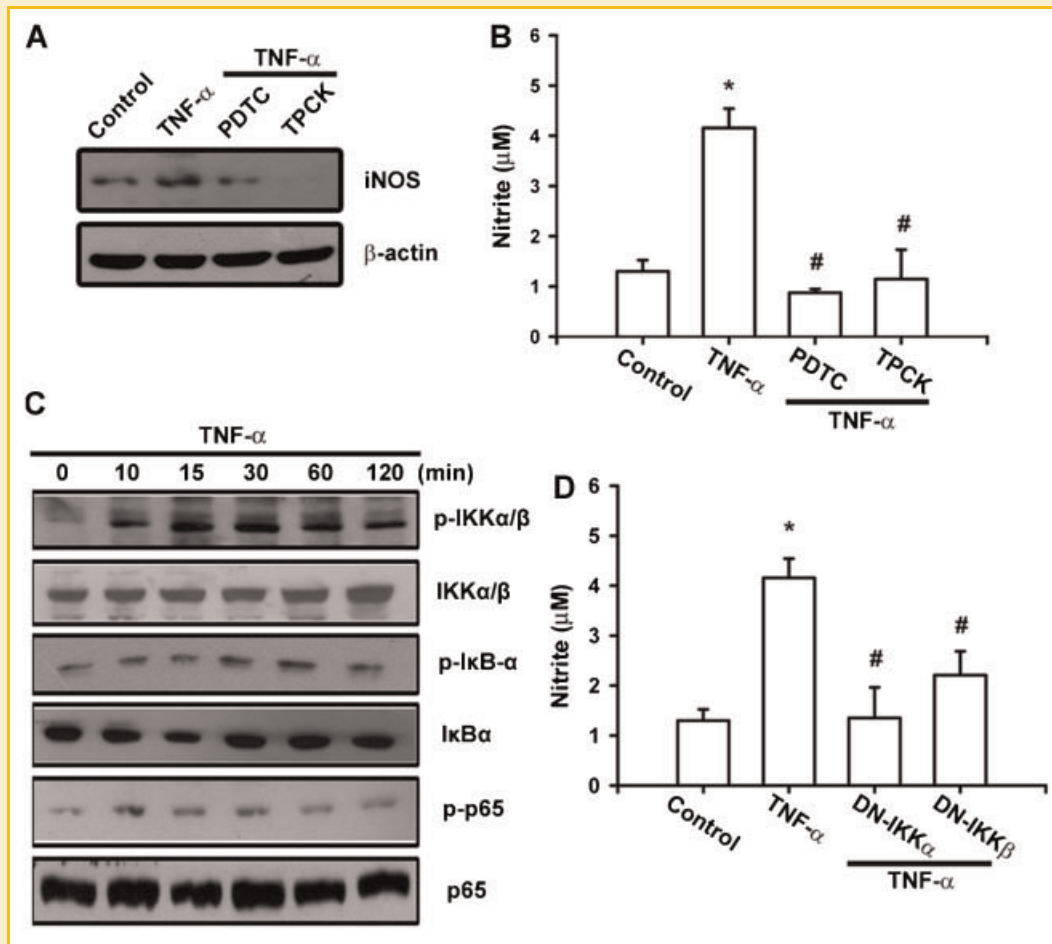 A
TNF-α
Control TNF-α PDTC TPCK
iNOS
β-actin
B
Nitrite (μM)
6
5
4
3
2
1
0
*
#
#
Control TNF-α PDTC TPCK
TNF-α
C
TNF-α
0 10 15 30 60 120 (min)
p-IKKα/β
IKKα/β
p-IκB-α
IκBα
p-p65
p65
D
Nitrite (μM)
6
5
4
3
2
1
0
*
#
#
Control TNF-α DN-IKKα DN-IKKβ
TNF-α